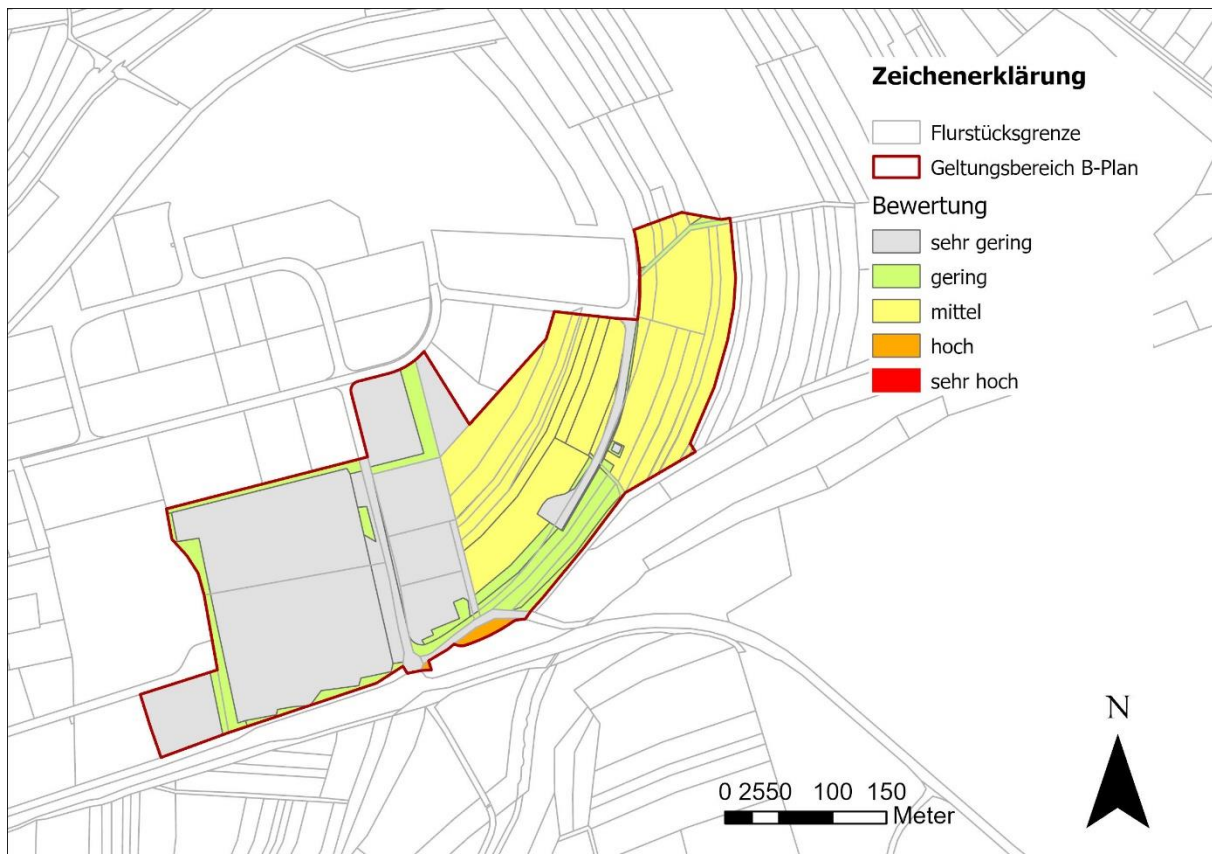 Zeichenerklärung
Flurstücksgrenze
Geltungsbereich B-Plan
Bewertung
sehr gering
gering
mittel
hoch
sehr hoch
N
0 2550 100 150
Meter